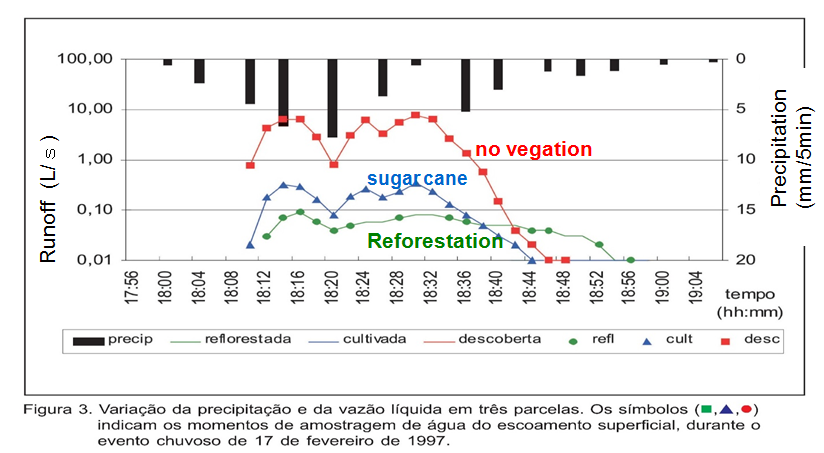 100,00
10,00
1,00
0,10
0,01
Runoff (L/s)
0
5
10
15
20
Precipitation
(mm/5min)
no vegation
sugar cane
Reforestation
17:56
18:00
18:04
18:08
18:12
18:16
18:20
18:24
18:28
18:32
18:36
18:40
18:44
18:48
18:52
18:56
19:00
19:04
tempo
(hh:mm)
precip reflorestada cultivada descoberta refl cult desc
Figura 3. Variação da precipitação e da vazão líquida em três parcelas. Os símbolos (■,▲,●)
indicam os momentos de amostragem de água do escoamento superficial, durante o
evento chuvoso de 17 de fevereiro de 1997.